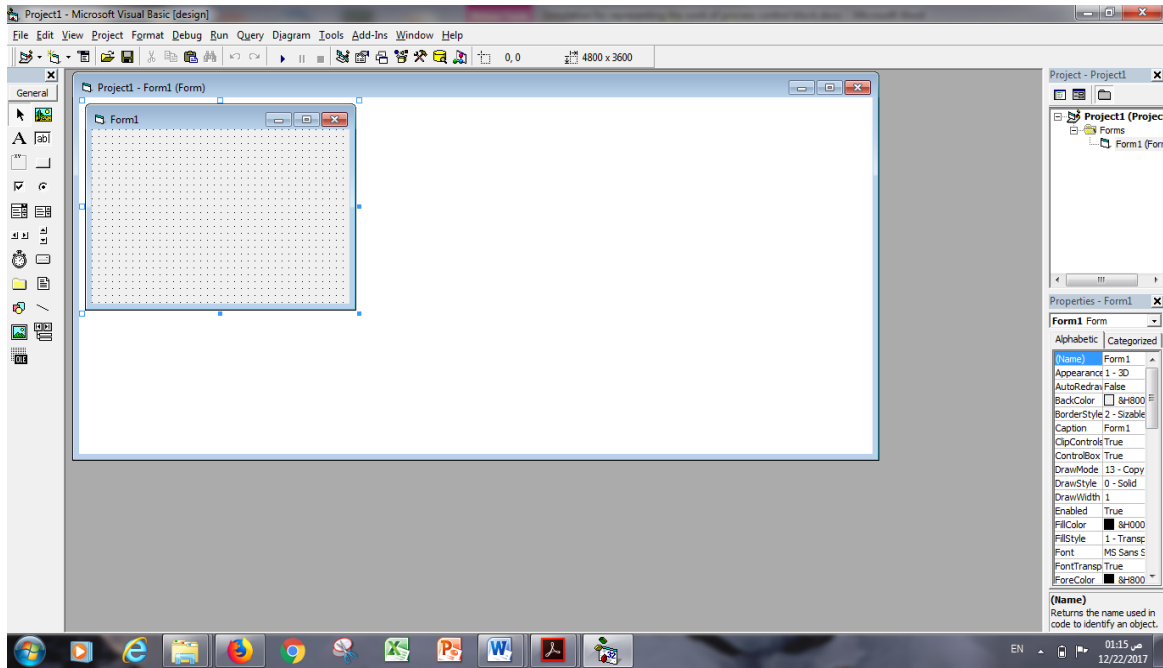 Project1 - Microsoft Visual Basic [design]
File Edit View Project Format Debug Run Query Diagram Tools Add-Ins Window Help
0,0 4800 x 3600
General
A ab|
OLE
Project1 - Form1 (Form)
Form1
Project - Project1
Project1 (Projec
Forms
Form1 (Forr
Properties - Form1
Form1 Form
Alphabetic Categorized
(Name) Form1
Appearance 1 - 3D
AutoRedraw False
BackColor &H800
BorderStyle 2 - Sizable
Caption Form1
ClipControls True
ControlBox True
DrawMode 13 - Copy
DrawStyle 0 - Solid
DrawWidth 1
Enabled True
FillColor &H000
FillStyle 1 - Transp
Font MS Sans S
FontTransp True
ForeColor &H800
(Name)
Returns the name used in
code to identify an object.
EN
01:15 ص
12/22/2017